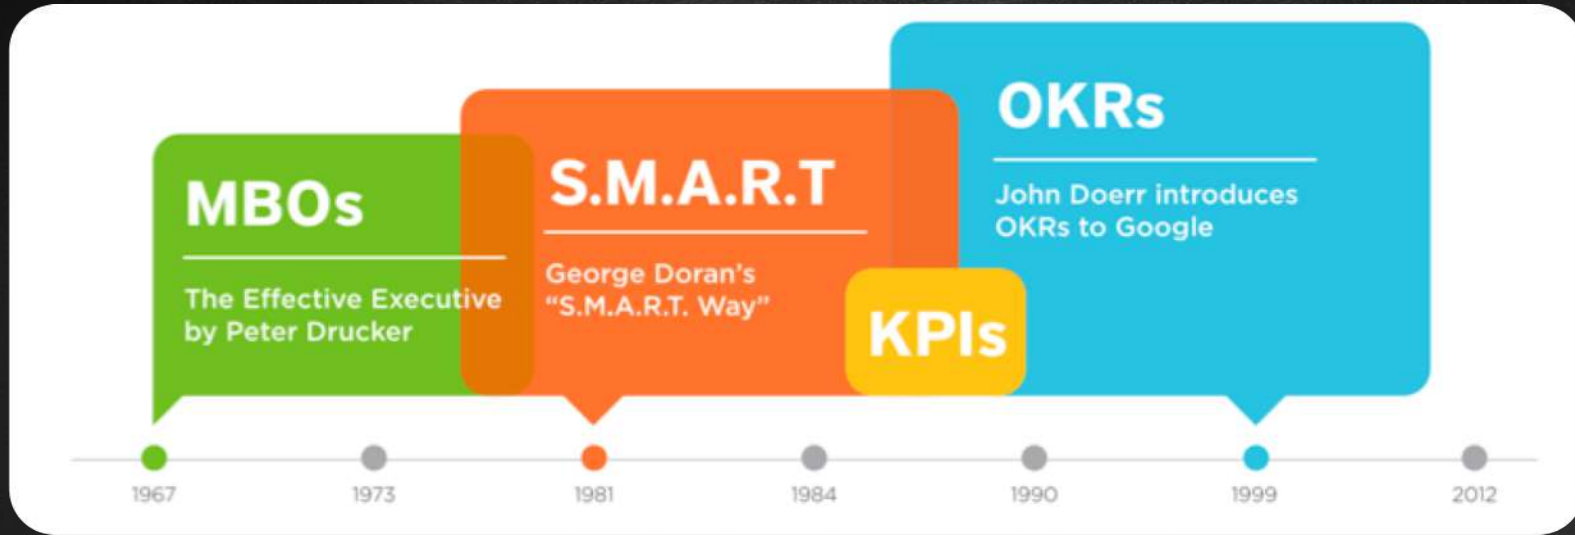 MBOs
The Effective Executive
by Peter Drucker
S.M.A.R.T
George Doran's
“S.M.A.R.T. Way”
KPIs
OKRs
John Doerr introduces
OKRs to Google
1967
1973
1981
1984
1990
1999
2012